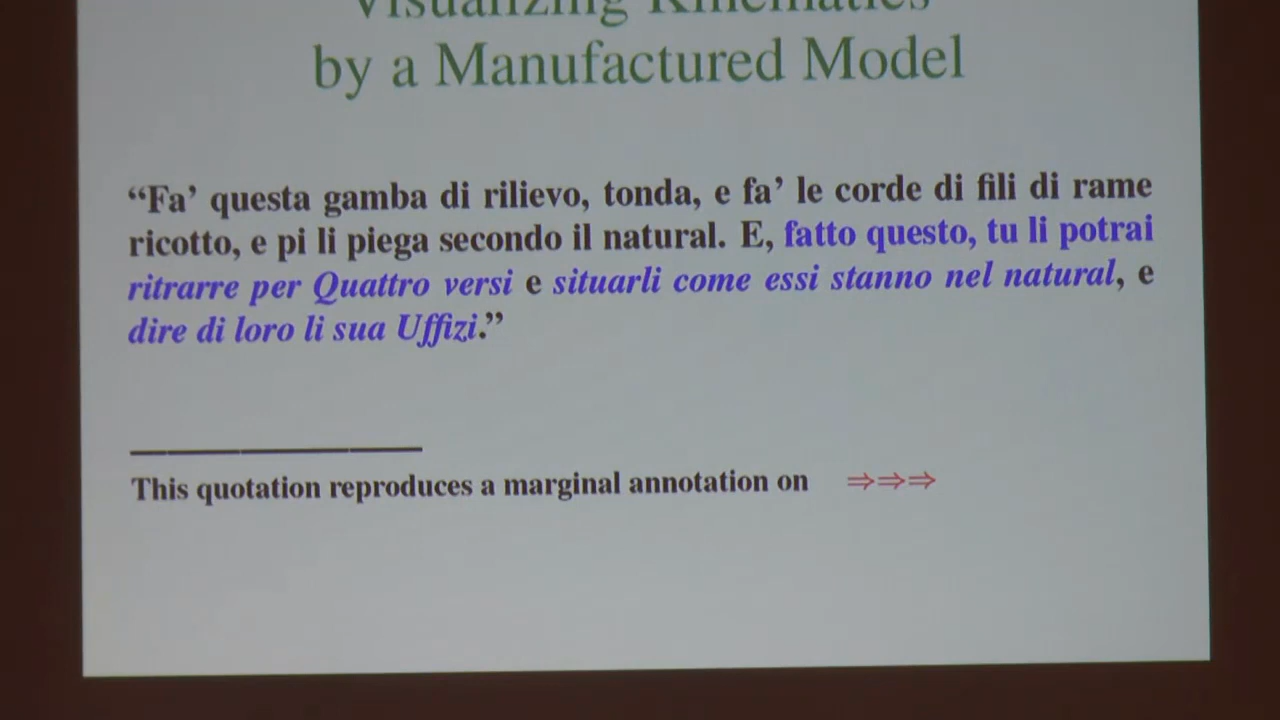 Visualizing Kinematics
by a Manufactured Model
“Fa’ questa gamba di rilievo, tonda, e fa’ le corde di fili di rame
ricotto, e pi li piega secondo il natural. E, fatto questo, tu li potrai
ritrarre per Quattro versi e situarli come essi stanno nel natural, e
dire di loro li sua Uffizi.”
This quotation reproduces a marginal annotation on ⇒⇒⇒